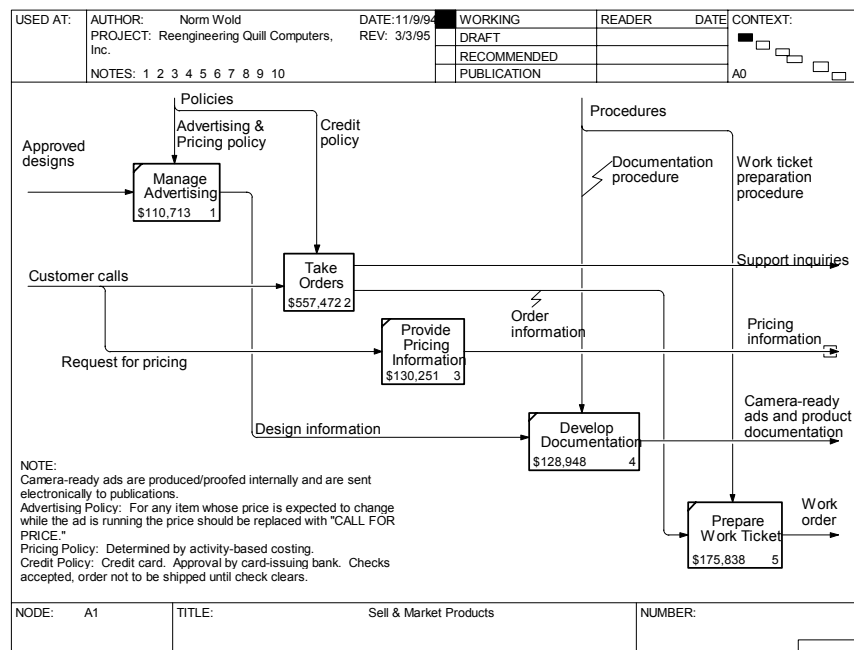 USED AT:
AUTHOR: Norm Wold
DATE:11/9/94
PROJECT: Reengineering Quill Computers,
Inc.
REV: 3/3/95
NOTES: 1 2 3 4 5 6 7 8 9 10
WORKING
DRAFT
RECOMMENDED
PUBLICATION
READER DATE
CONTEXT:
A0
Policies
Advertising &
Pricing policy
Credit
policy
Procedures
Documentation
procedure
Work ticket
preparation
procedure
Approved
designs
Manage
Advertising
$110,713 1
Customer calls
Take
Orders
$557,472 2
Support inquiries
Order
information
Request for pricing
Provide
Pricing
Information
$130,251 3
Pricing
information
Design information
Develop
Documentation
$128,948 4
Camera-ready
ads and product
documentation
Prepare
Work Ticket
$175,838 5
Work
order
NOTE:
Camera-ready ads are produced/proofed internally and are sent
electronically to publications.
Advertising Policy: For any item whose price is expected to change
while the ad is running the price should be replaced with "CALL FOR
PRICE."
Pricing Policy: Determined by activity-based costing.
Credit Policy: Credit card. Approval by card-issuing bank. Checks
accepted, order not to be shipped until check clears.
NODE: A1
TITLE: Sell & Market Products
NUMBER: